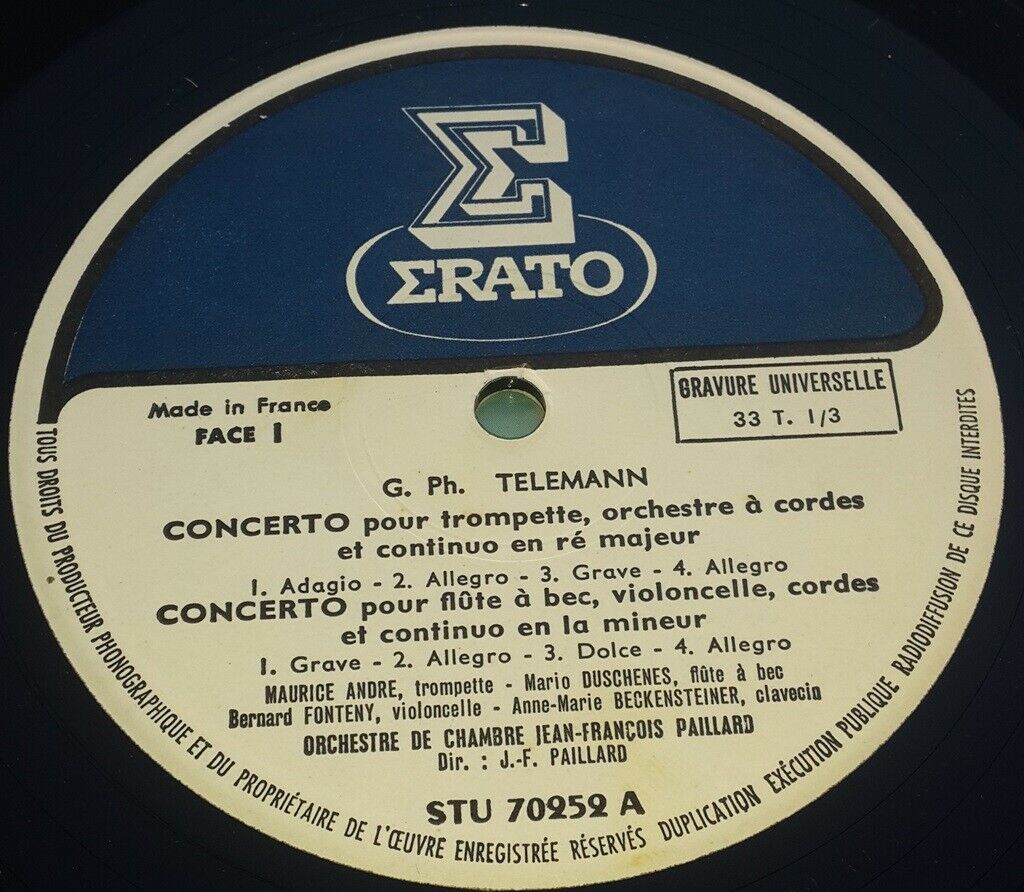 Σ
ΣRATO
Made in France
FACE 1
GRAVURE UNIVERSELLE
33 T. 1/3
G. Ph. TELEMANN
CONCERTO pour trompette, orchestre à cordes
et continuo en ré majeur
1. Adagio - 2. Allegro - 3. Grave - 4. Allegro
CONCERTO pour flûte à bec, violoncelle, cordes
et continuo en la mineur
1. Grave - 2. Allegro - 3. Dolce - 4. Allegro
MAURICE ANDRE, trompette - Mario DUSCHENES, flûte à bec
Bernard FONTENY, violoncelle - Anne-Marie BECKENSTEINER, clavecin
ORCHESTRE DE CHAMBRE JEAN-FRANÇOIS PAILLARD
Dir. : J.-F. PAILLARD
STU 70252 A
TOUS DROITS DU PRODUCTEUR PHONOGRAPHIQUE ET DU PROPRIÉTAIRE DE L'ŒUVRE ENREGISTRÉE RÉSERVÉS DUPLICATION EXÉCUTION PUBLIQUE RADIODIFFUSION DE CE DISQUE INTERDITES